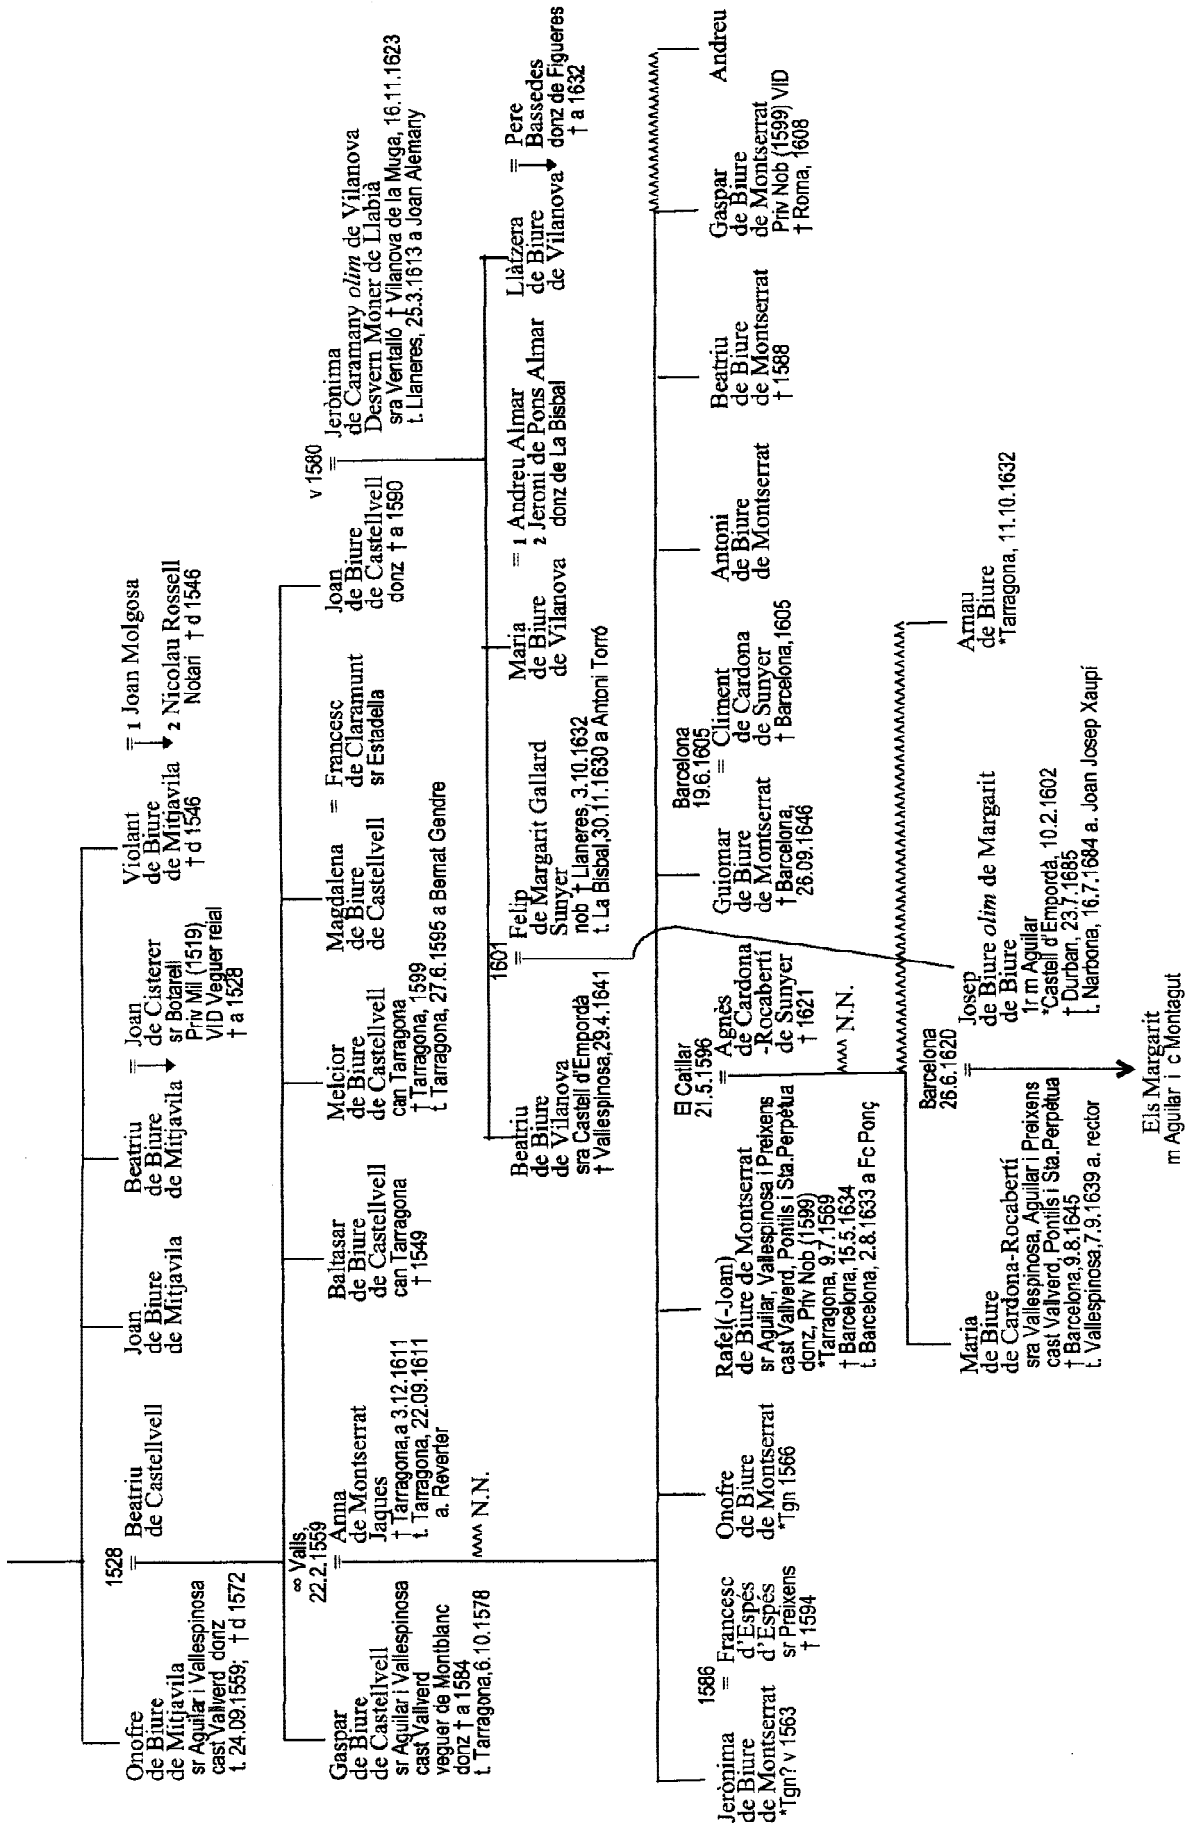 Onofre
de Biure
de Mitjavila
sr Aguilar i Vallespinosa
cast Vallverd donz
t. 24.09.1559; † d 1572
1528
=
Beatriu
de Castellvell
Joan
de Biure
de Mitjavila
Beatriu
de Biure
de Mitjavila
=
Joan
de Cisterer
sr Botarell
Priv Mil (1519)
VID Veguer reial
† a 1528
Violant
de Biure
de Mitjavila
† d 1546
= 1 Joan Molgosa
2 Nicolau Rossell
Notari † d 1546
Gaspar
de Biure
de Castellvell
sr Aguilar i Vallespinosa
cast Vallverd
veguer de Montblanc
donz † a 1584
t. Tarragona,6.10.1578
∞ Valls,
22.2.1559
=
Anna
de Montserrat
Jaques
† Tarragona,a 3.12.1611
t. Tarragona, 22.09.1611
a. Reverter
N.N.
Baltasar
de Biure
de Castellvell
can Tarragona
† 1549
Melcior
de Biure
de Castellvell
can Tarragona
† Tarragona, 1599
t. Tarragona, 27.6.1595 a Bernat Gendre
Magdalena
de Biure
de Castellvell
=
Francesc
de Claramunt
sr Estadella
Joan
de Biure
de Castellvell
donz † a 1590
v 1580
=
Jerònima
de Caramany olim de Vilanova
Desvern Móner de Llabià
sra Ventalló † Vilanova de la Muga, 16.11.1623
t. Llaneres, 25.3.1613 a Joan Alemany
Beatriu
de Biure
de Vilanova
sra Castell d'Empordà
† Vallespinosa,29.4.1641
1601
=
Felip
de Margarit Gallard
Sunyer
nob † Llaneres, 3.10.1632
t. La Bisbal,30.11.1630 a Antoni Torró
Maria
de Biure
de Vilanova
= 1 Andreu Almar
2 Jeroni de Pons Almar
donz de La Bisbal
Llàtzera
de Biure
de Vilanova
=
Pere
Bassedes
donz de Figueres
† a 1632
Jerònima
de Biure
de Montserrat
*Tgn? v 1563
1586
=
Francesc
d'Espés
d'Espés
sr Preixens
† 1594
Onofre
de Biure
de Montserrat
*Tgn 1566
Rafel(-Joan)
de Biure de Montserrat
sr Aguilar, Vallespinosa i Preixens
cast Vallverd, Pontils i Sta.Perpètua
donz, Priv Nob (1599)
*Tarragona, 9.7.1569
† Barcelona, 15.5.1634
t. Barcelona, 2.8.1633 a Fc Ponç
El Catllar
21.5.1596
=
Agnès
de Cardona
-Rocabertí
de Sunyer
† 1621
N.N.
Guiomar
de Biure
de Montserrat
† Barcelona,
26.09.1646
Barcelona
19.6.1605
=
Climent
de Cardona
de Sunyer
† Barcelona,1605
Antoni
de Biure
de Montserrat
Beatriu
de Biure
de Montserrat
† 1588
Gaspar
de Biure
de Montserrat
Priv Nob (1599) VID
† Roma, 1608
Andreu
Maria
de Biure
de Cardona-Rocabertí
sra Vallespinosa, Aguilar i Preixens
cast Vallverd, Pontils i Sta.Perpètua
† Barcelona,9.8.1645
t. Vallespinosa,7.9.1639 a. rector
Barcelona
26.6.1620
=
Josep
de Biure olim de Margarit
de Biure
1r m Aguilar
*Castell d'Empordà, 10.2.1602
† Durban, 23.7.1685
t. Narbona, 16.7.1684 a. Joan Josep Xaupí
Arnau
de Biure
*Tarragona, 11.10.1632
Els Margarit
m Aguilar i c Montagut